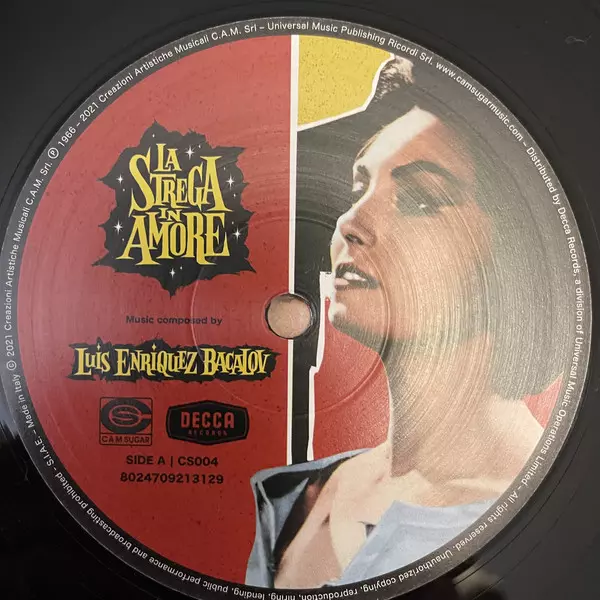 LA
STREGA
IN
AMORE
Music composed by
LUIS ENRIQUEZ BACALOV
C.A.M. SUGAR
DECCA
RECORDS
SIDE A | CS004
8024709213129
© 2021 Creazioni Artistiche Musicali C.A.M. Srl. ℗ 1966 - 2021 Creazioni Artistiche Musicali C.A.M. Srl – Universal Music Publishing Ricordi Srl. www.camsugarmusic.com - Distributed by Decca Records, a division of Universal Music Operations Limited - All rights reserved. Unauthorized copying, reproduction, hiring, lending, public performance and broadcasting prohibited - S.I.A.E. - Made in Italy